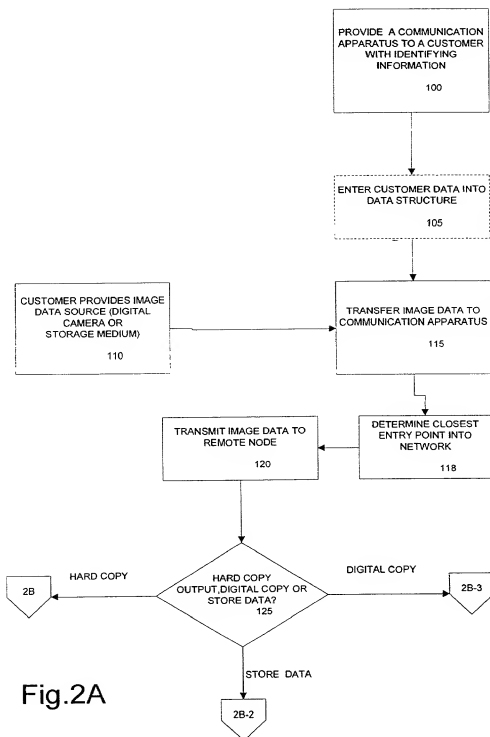 PROVIDE A COMMUNICATION
APPARATUS TO A CUSTOMER
WITH IDENTIFYING
INFORMATION
100
ENTER CUSTOMER DATA INTO
DATA STRUCTURE
105
CUSTOMER PROVIDES IMAGE
DATA SOURCE (DIGITAL
CAMERA OR
STORAGE MEDIUM)
110
TRANSFER IMAGE DATA TO
COMMUNICATION APPARATUS
115
TRANSMIT IMAGE DATA TO
REMOTE NODE
120
DETERMINE CLOSEST
ENTRY POINT INTO
NETWORK
118
2B
HARD COPY
HARD COPY
OUTPUT,DIGITAL COPY OR
STORE DATA?
125
DIGITAL COPY
2B-3
STORE DATA
2B-2
Fig.2A